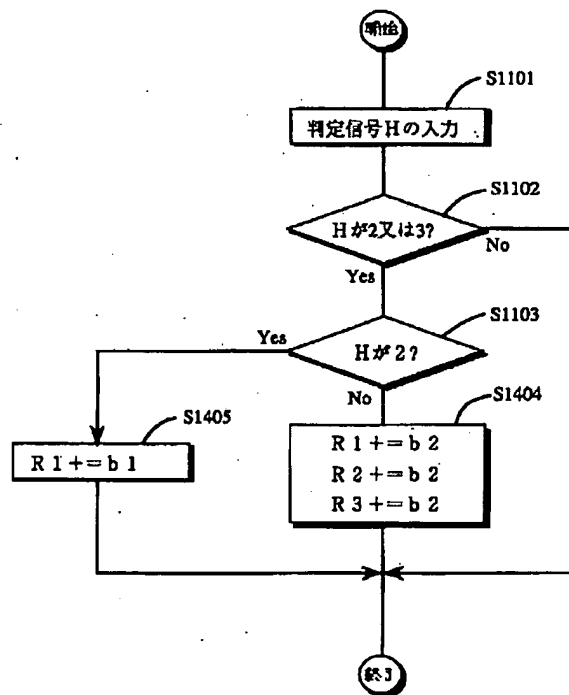 開始
S1101
判定信号Hの入力
S1102
Hが2又は3?
No
Yes
S1103
Yes
Hが2?
No
S1404
S1405
R1+=b2
R1+=b1
R2+=b2
R3+=b2
終了